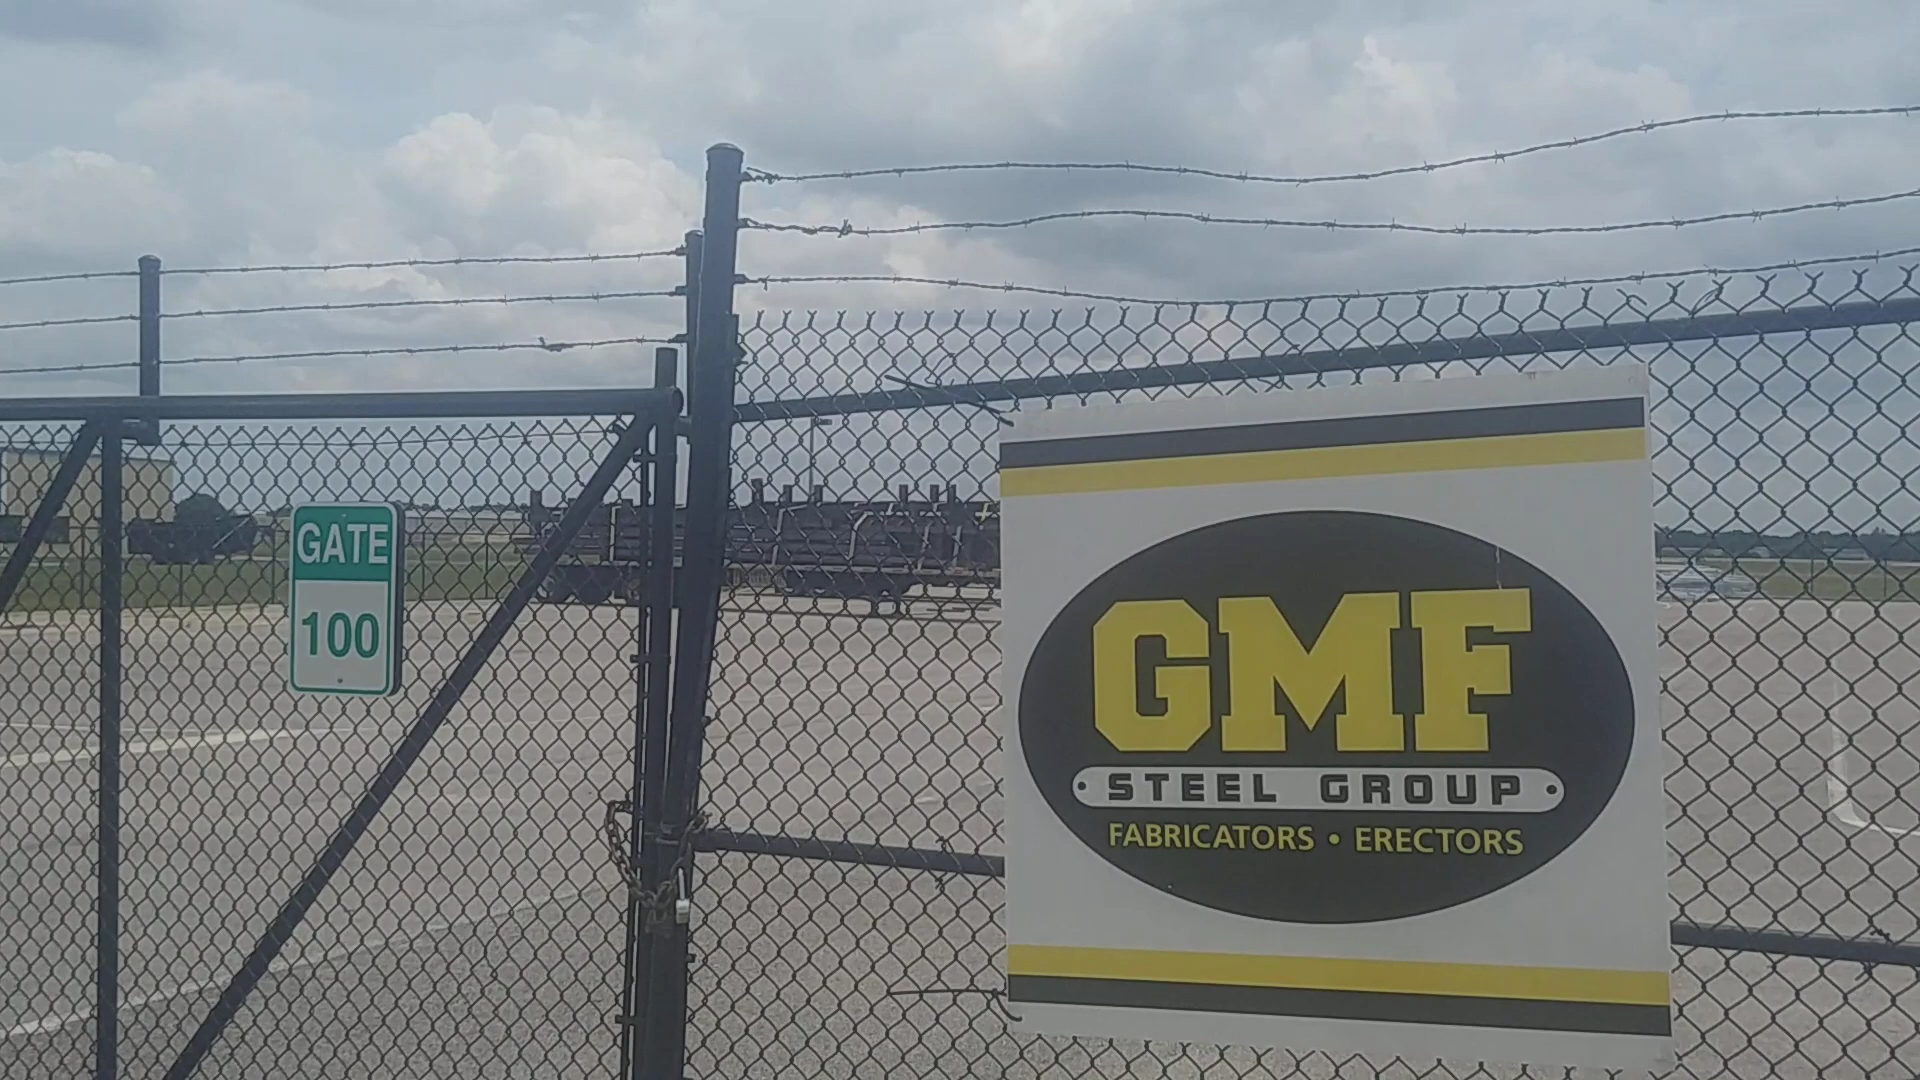 GATE
100
GMF
STEEL GROUP
FABRICATORS • ERECTORS